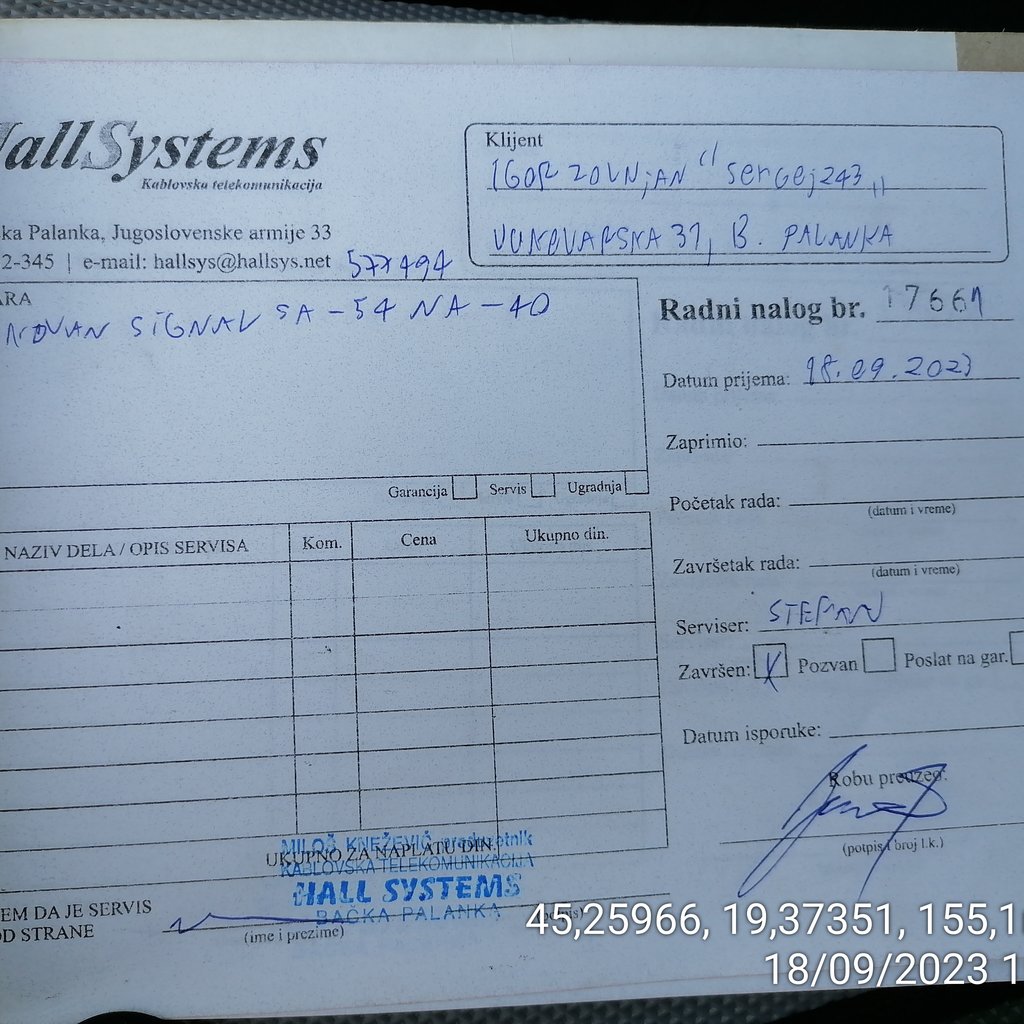 HallSystems
Kablovska telekomunikacija
ka Palanka, Jugoslovenske armije 33
2-345 | e-mail: hallsys@hallsys.net 577494
Klijent
IGOR ZOVNjAN "sergej243"
VUKOVARSKA 31, B. PALANKA
ARA
SIGNAL SA -54 NA -40
Garancija Servis Ugradnja
Radni nalog br. 17661
Datum prijema: 18.09.2023
Zaprimio:
Početak rada:
(datum i vreme)
Završetak rada:
(datum i vreme)
Serviser: STEFAN
Završen: X Pozvan Poslat na gar.
Datum isporuke:
Robu preuzeo:
(potpis i broj l.k.)
NAZIV DELA / OPIS SERVISA Kom. Cena Ukupno din.
UKUPNO ZA NAPLATU DIN.
MILOŠ KNEŽEVIĆ preduzetnik
KABLOVSKA TELEKOMUNIKACIJA
HALL SYSTEMS
BAČKA PALANKA
EM DA JE SERVIS
OD STRANE
(ime i prezime)
45,25966, 19,37351, 155,1
18/09/2023 1